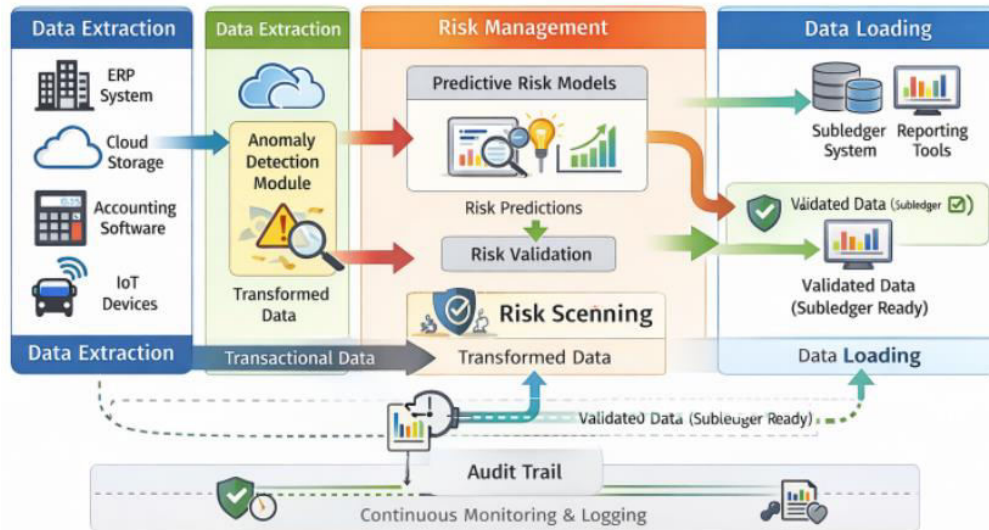 Data Extraction
ERP
System
Cloud
Storage
Accounting
Software
IoT
Devices
Data Extraction
Data Extraction
Anomaly
Detection
Module
Transformed
Data
Transactional Data
Risk Management
Predictive Risk Models
Risk Predictions
Risk Validation
Risk Scenning
Transformed Data
Data Loading
Subledger
System
Reporting
Tools
Validated Data (Subledger
Validated Data
(Subledger Ready)
Data Loading
Validated Data (Subleuger Ready)
Audit Trail
Continuous Monitoring & Logging